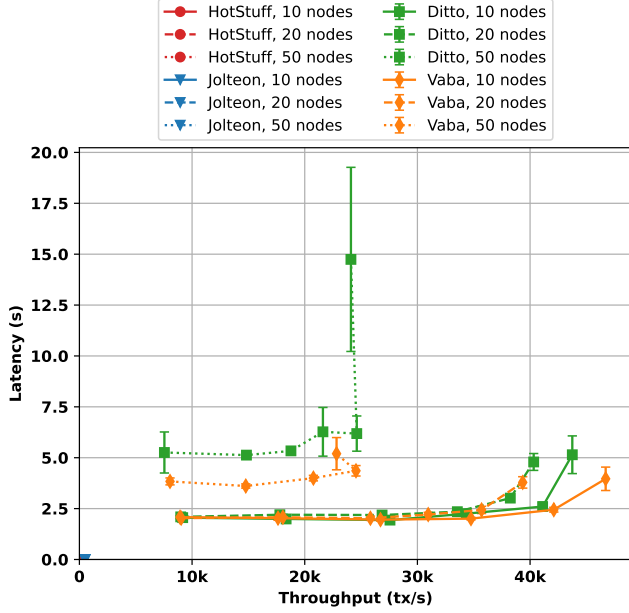 HotStuff, 10 nodes
HotStuff, 20 nodes
HotStuff, 50 nodes
Jolteon, 10 nodes
Jolteon, 20 nodes
Jolteon, 50 nodes
Ditto, 10 nodes
Ditto, 20 nodes
Ditto, 50 nodes
Vaba, 10 nodes
Vaba, 20 nodes
Vaba, 50 nodes
20.0
17.5
15.0
12.5
10.0
7.5
5.0
2.5
0.0
Latency (s)
0 10k 20k 30k 40k
Throughput (tx/s)